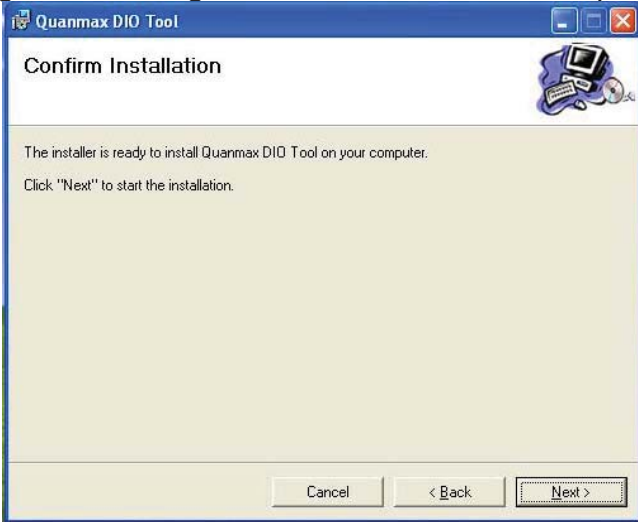 Quanmax DIO Tool
Confirm Installation
The installer is ready to install Quanmax DIO Tool on your computer.
Click "Next" to start the installation.
Cancel
< Back
Next >